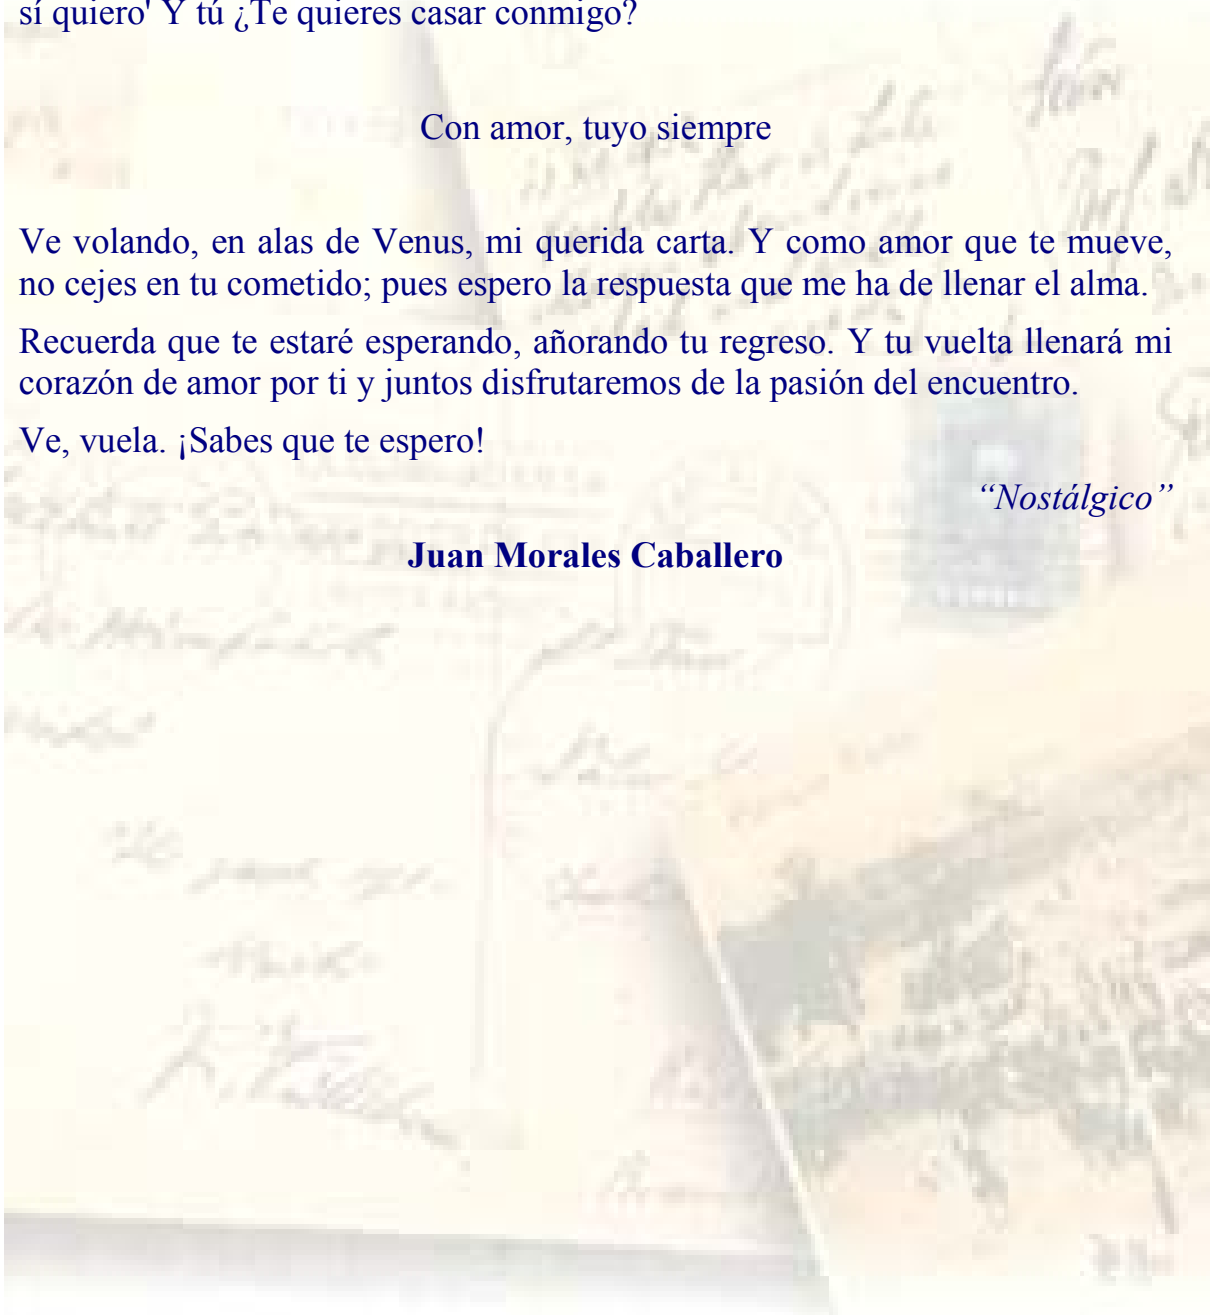 sí quiero' Y tú ¿Te quieres casar conmigo?
Con amor, tuyo siempre
Ve volando, en alas de Venus, mi querida carta. Y como amor que te mueve,
no cejes en tu cometido; pues espero la respuesta que me ha de llenar el alma.
Recuerda que te estaré esperando, añorando tu regreso. Y tu vuelta llenará mi
corazón de amor por ti y juntos disfrutaremos de la pasión del encuentro.
Ve, vuela. ¡Sabes que te espero!
“Nostálgico”
Juan Morales Caballero